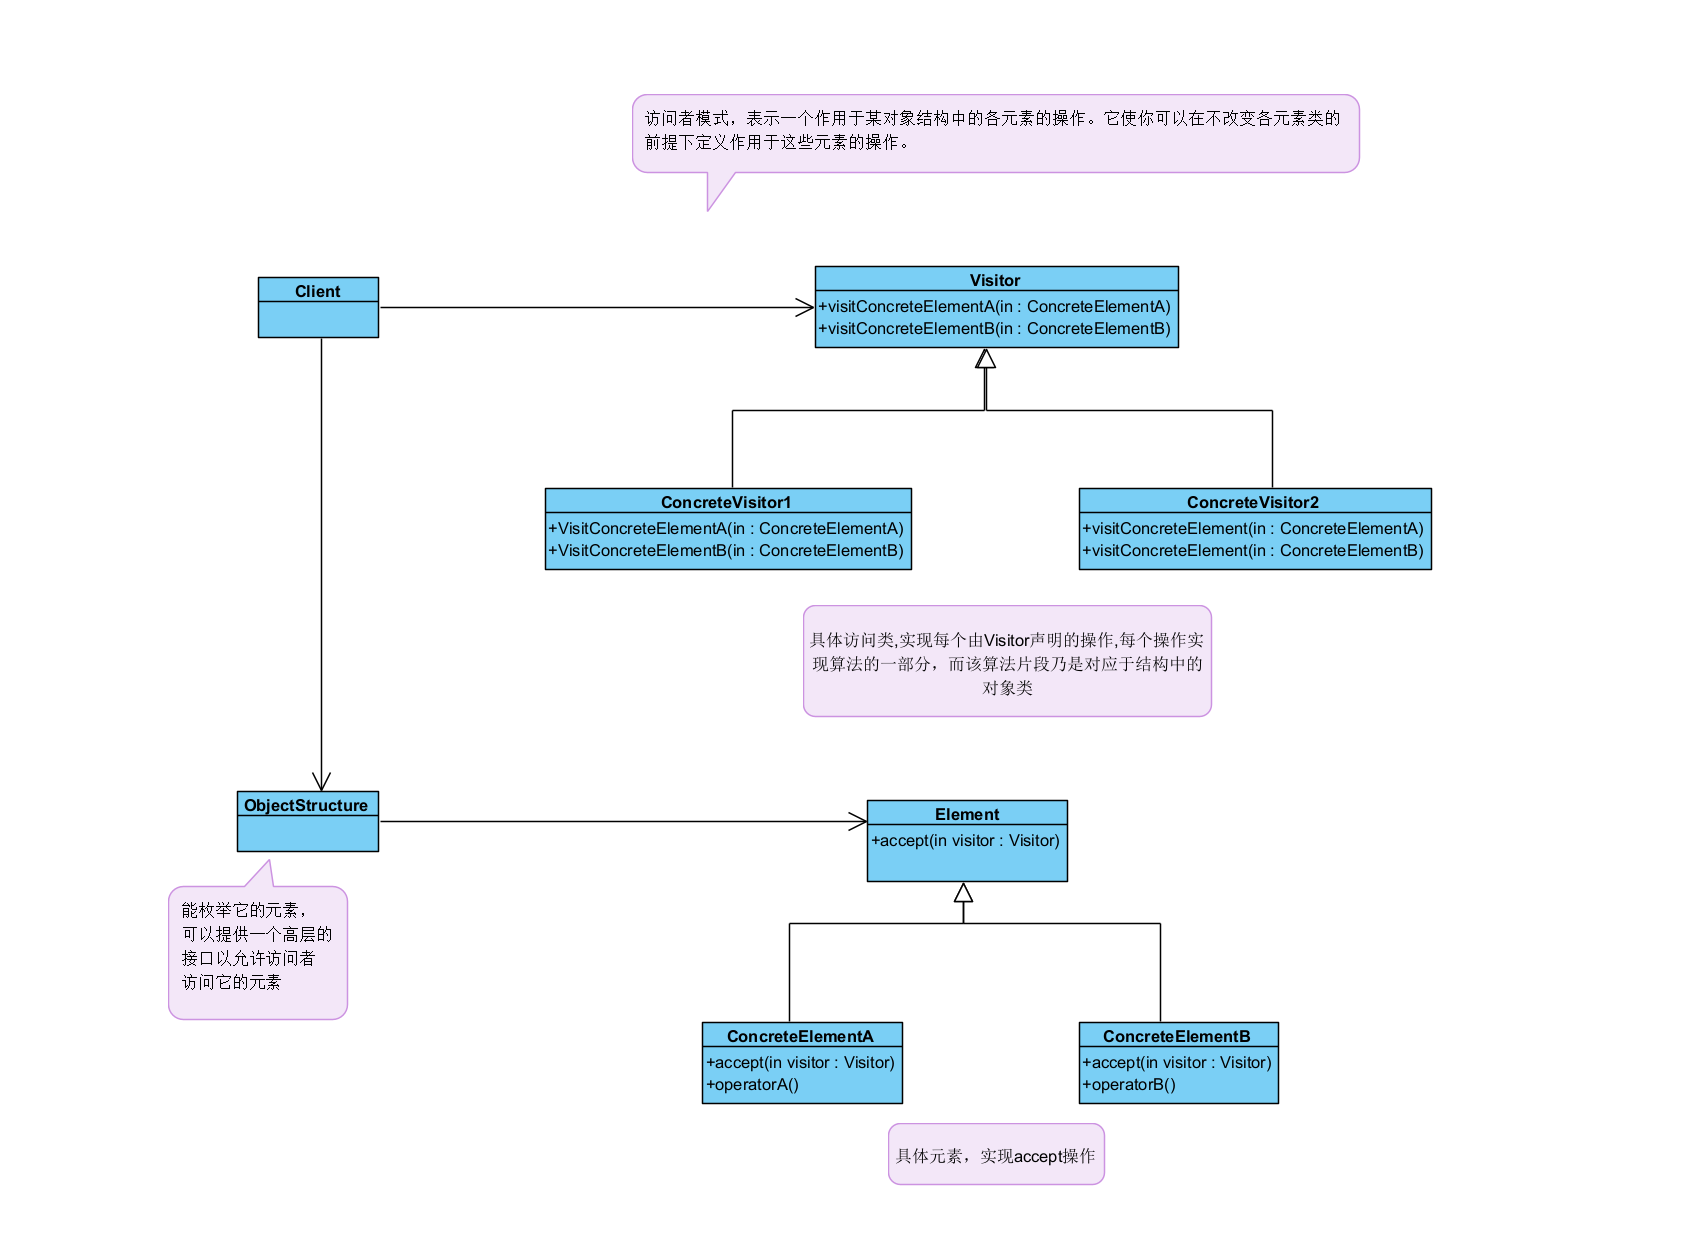 访问者模式，表示一个作用于某对象结构中的各元素的操作。它使你可以在不改变各元素类的
前提下定义作用于这些元素的操作。
Client
Visitor
+visitConcreteElementA(in : ConcreteElementA)
+visitConcreteElementB(in : ConcreteElementB)
ConcreteVisitor1
+VisitConcreteElementA(in : ConcreteElementA)
+VisitConcreteElementB(in : ConcreteElementB)
ConcreteVisitor2
+visitConcreteElement(in : ConcreteElementA)
+visitConcreteElement(in : ConcreteElementB)
具体访问类,实现每个由Visitor声明的操作,每个操作实
现算法的一部分，而该算法片段乃是对应于结构中的
对象类
ObjectStructure
Element
+accept(in visitor : Visitor)
能枚举它的元素，
可以提供一个高层的
接口以允许访问者
访问它的元素
ConcreteElementA
+accept(in visitor : Visitor)
+operatorA()
ConcreteElementB
+accept(in visitor : Visitor)
+operatorB()
具体元素，实现accept操作